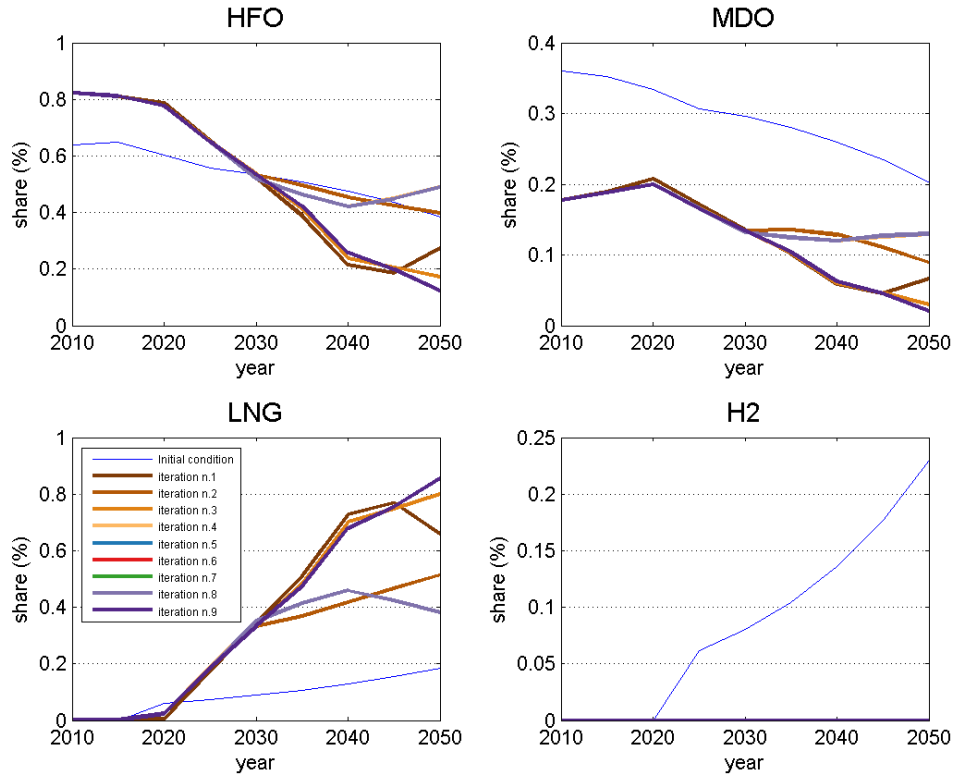 HFO
1
0.8
0.6
0.4
0.2
0
share (%)
2010 2020 2030 2040 2050
year
MDO
0.4
0.3
0.2
0.1
0
share (%)
2010 2020 2030 2040 2050
year
LNG
1
0.8
0.6
0.4
0.2
0
share (%)
Initial condition
iteration n.1
iteration n.2
iteration n.3
iteration n.4
iteration n.5
iteration n.6
iteration n.7
iteration n.8
iteration n.9
2010 2020 2030 2040 2050
year
H2
0.25
0.2
0.15
0.1
0.05
0
share (%)
2010 2020 2030 2040 2050
year